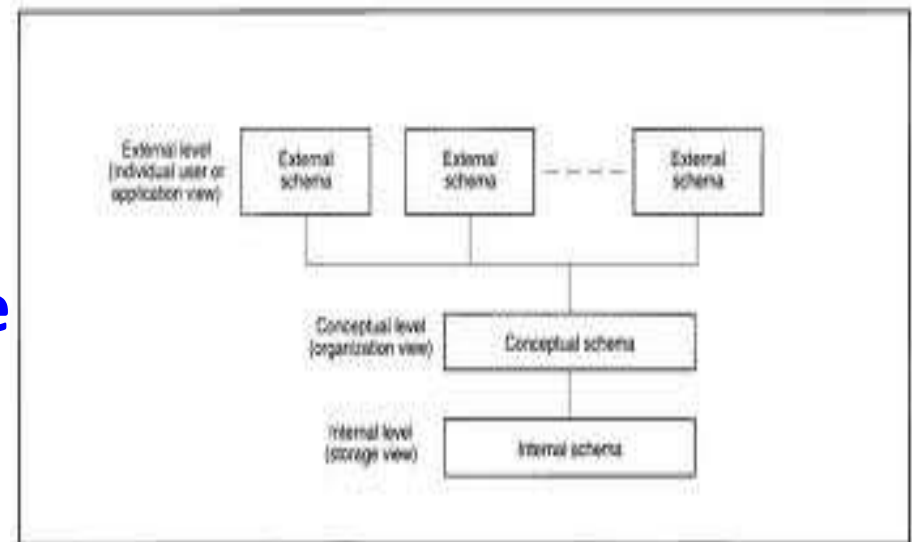 External level
(individual user or
application view)
External
schema
External
schema
External
schema
e
Conceptual level
(organization view)
Conceptual schema
Internal level
(storage view)
Internal schema